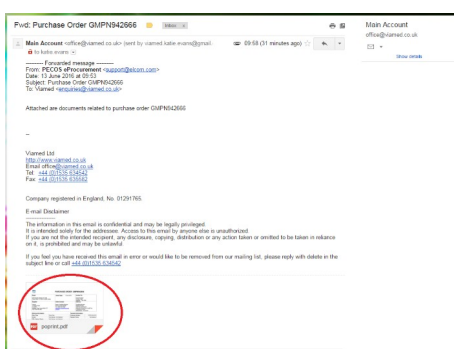 Fwd: Purchase Order GMPN942666
Inbox x
Main Account
office@viamed.co.uk
Show details
Main Account <office@viamed.co.uk> (sent by viamed.katie.evans@gmail.
09:58 (31 minutes ago)
to katie.evans
---------- Forwarded message ----------
From: PECOS eProcurement <support@elcom.com>
Date: 13 June 2016 at 09:53
Subject: Purchase Order GMPN942666
To: Viamed <enquiries@viamed.co.uk>
Attached are documents related to purchase order GMPN942666
--
Viamed Ltd
http://www.viamed.co.uk
Email office@viamed.co.uk
Tel: +44 (0)1535 634542
Fax: +44 (0)1535 635582
Company registered in England, No. 01291765
E-mail Disclaimer
The information in this email is confidential and may be legally privileged.
It is intended solely for the addressee. Access to this email by anyone else is unauthorized.
If you are not the intended recipient, any disclosure, copying, distribution or any action taken or omitted to be taken in reliance
on it, is prohibited and may be unlawful.
If you feel you have received this email in error or would like to be removed from our mailing list, please reply with delete in the
subject line or call +44 (0)1535 634542